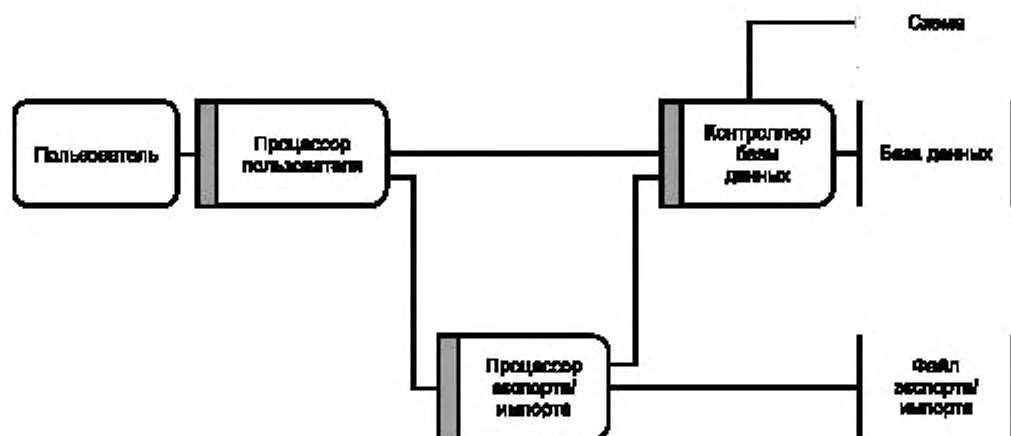 Схема
Пользователь
Процессор
пользователя
Контроллер
базы
данных
База данных
Процессор
экспорта/
импорта
Файл
экспорта/
импорта